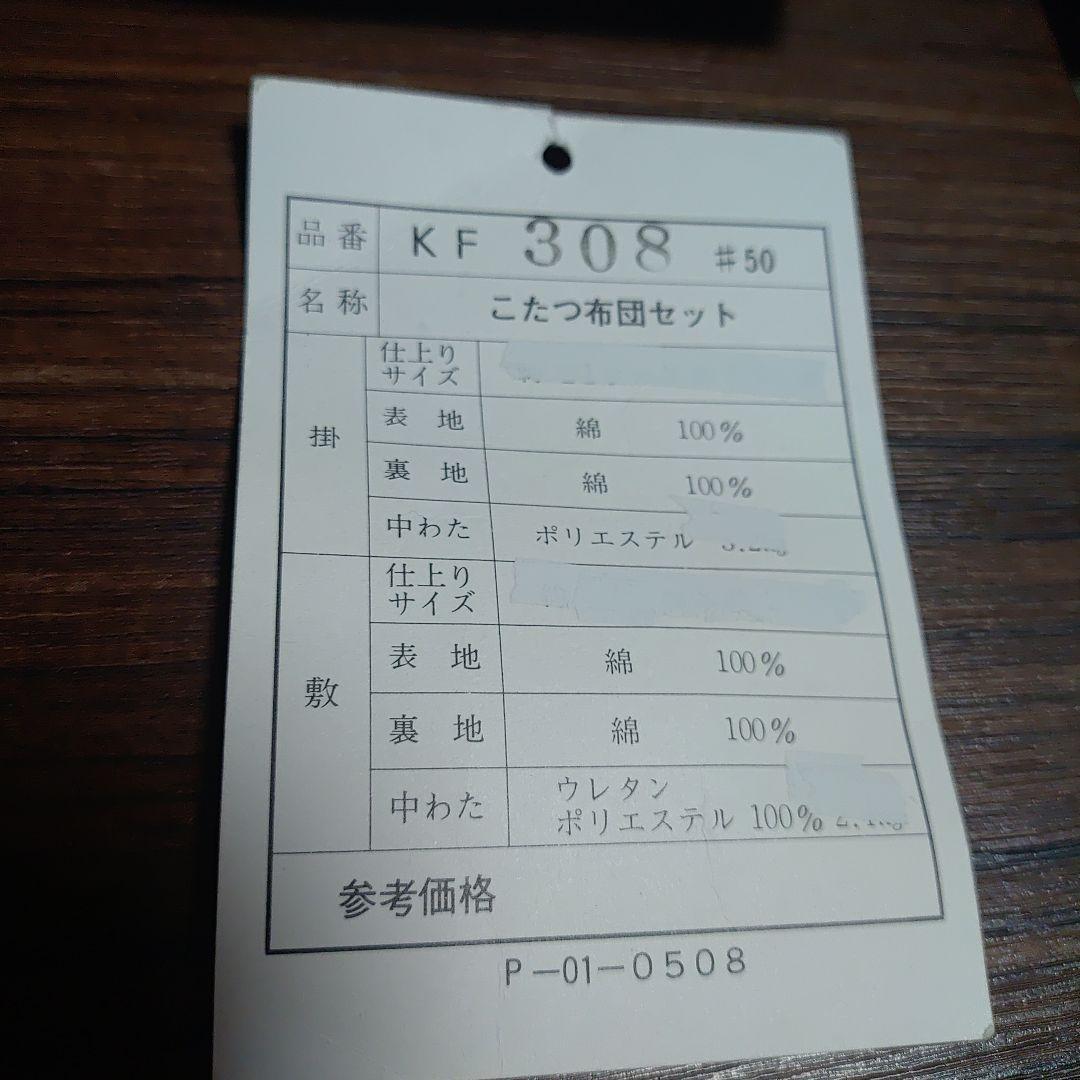 品番 KF 308 #50
名称 こたつ布団セット
掛
仕上り
サイズ
表地 綿 100%
裏地 綿 100%
中わた ポリエステル
敷
仕上り
サイズ
表地 綿 100%
裏地 綿 100%
中わた ウレタン
ポリエステル 100%
参考価格
P-01-0508